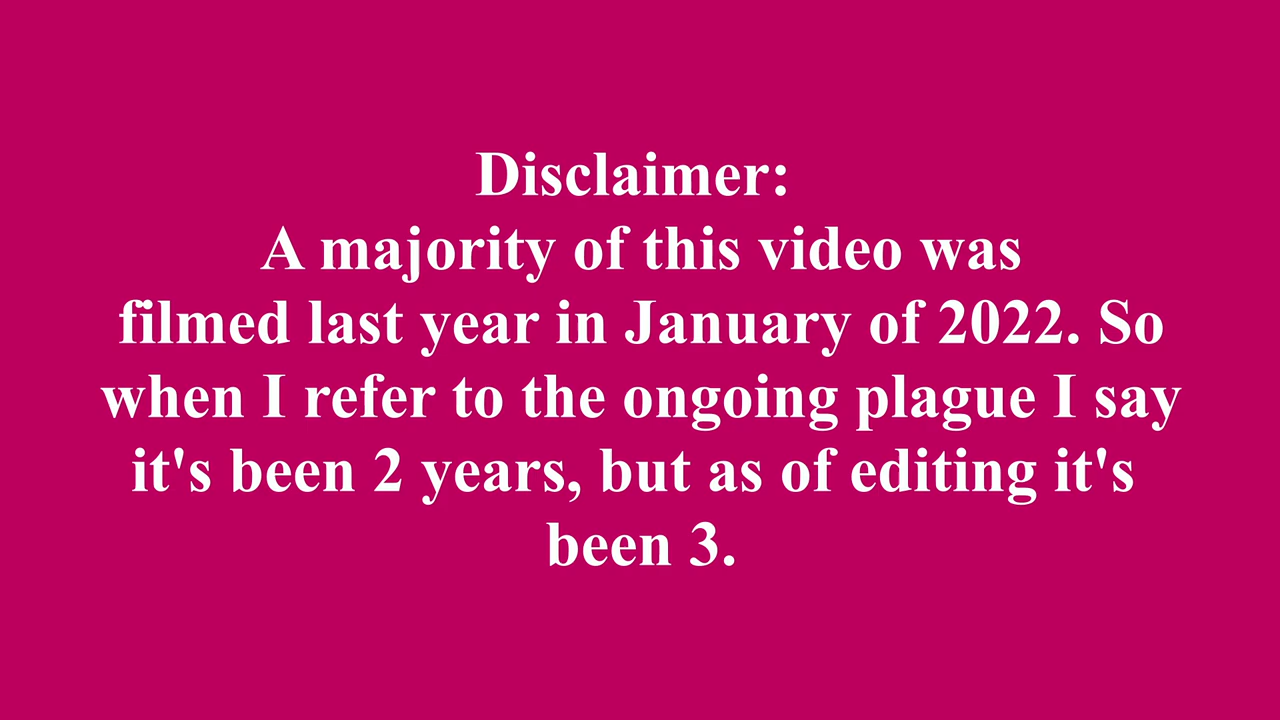 Disclaimer:
A majority of this video was
filmed last year in January of 2022. So
when I refer to the ongoing plague I say
it's been 2 years, but as of editing it's
been 3.